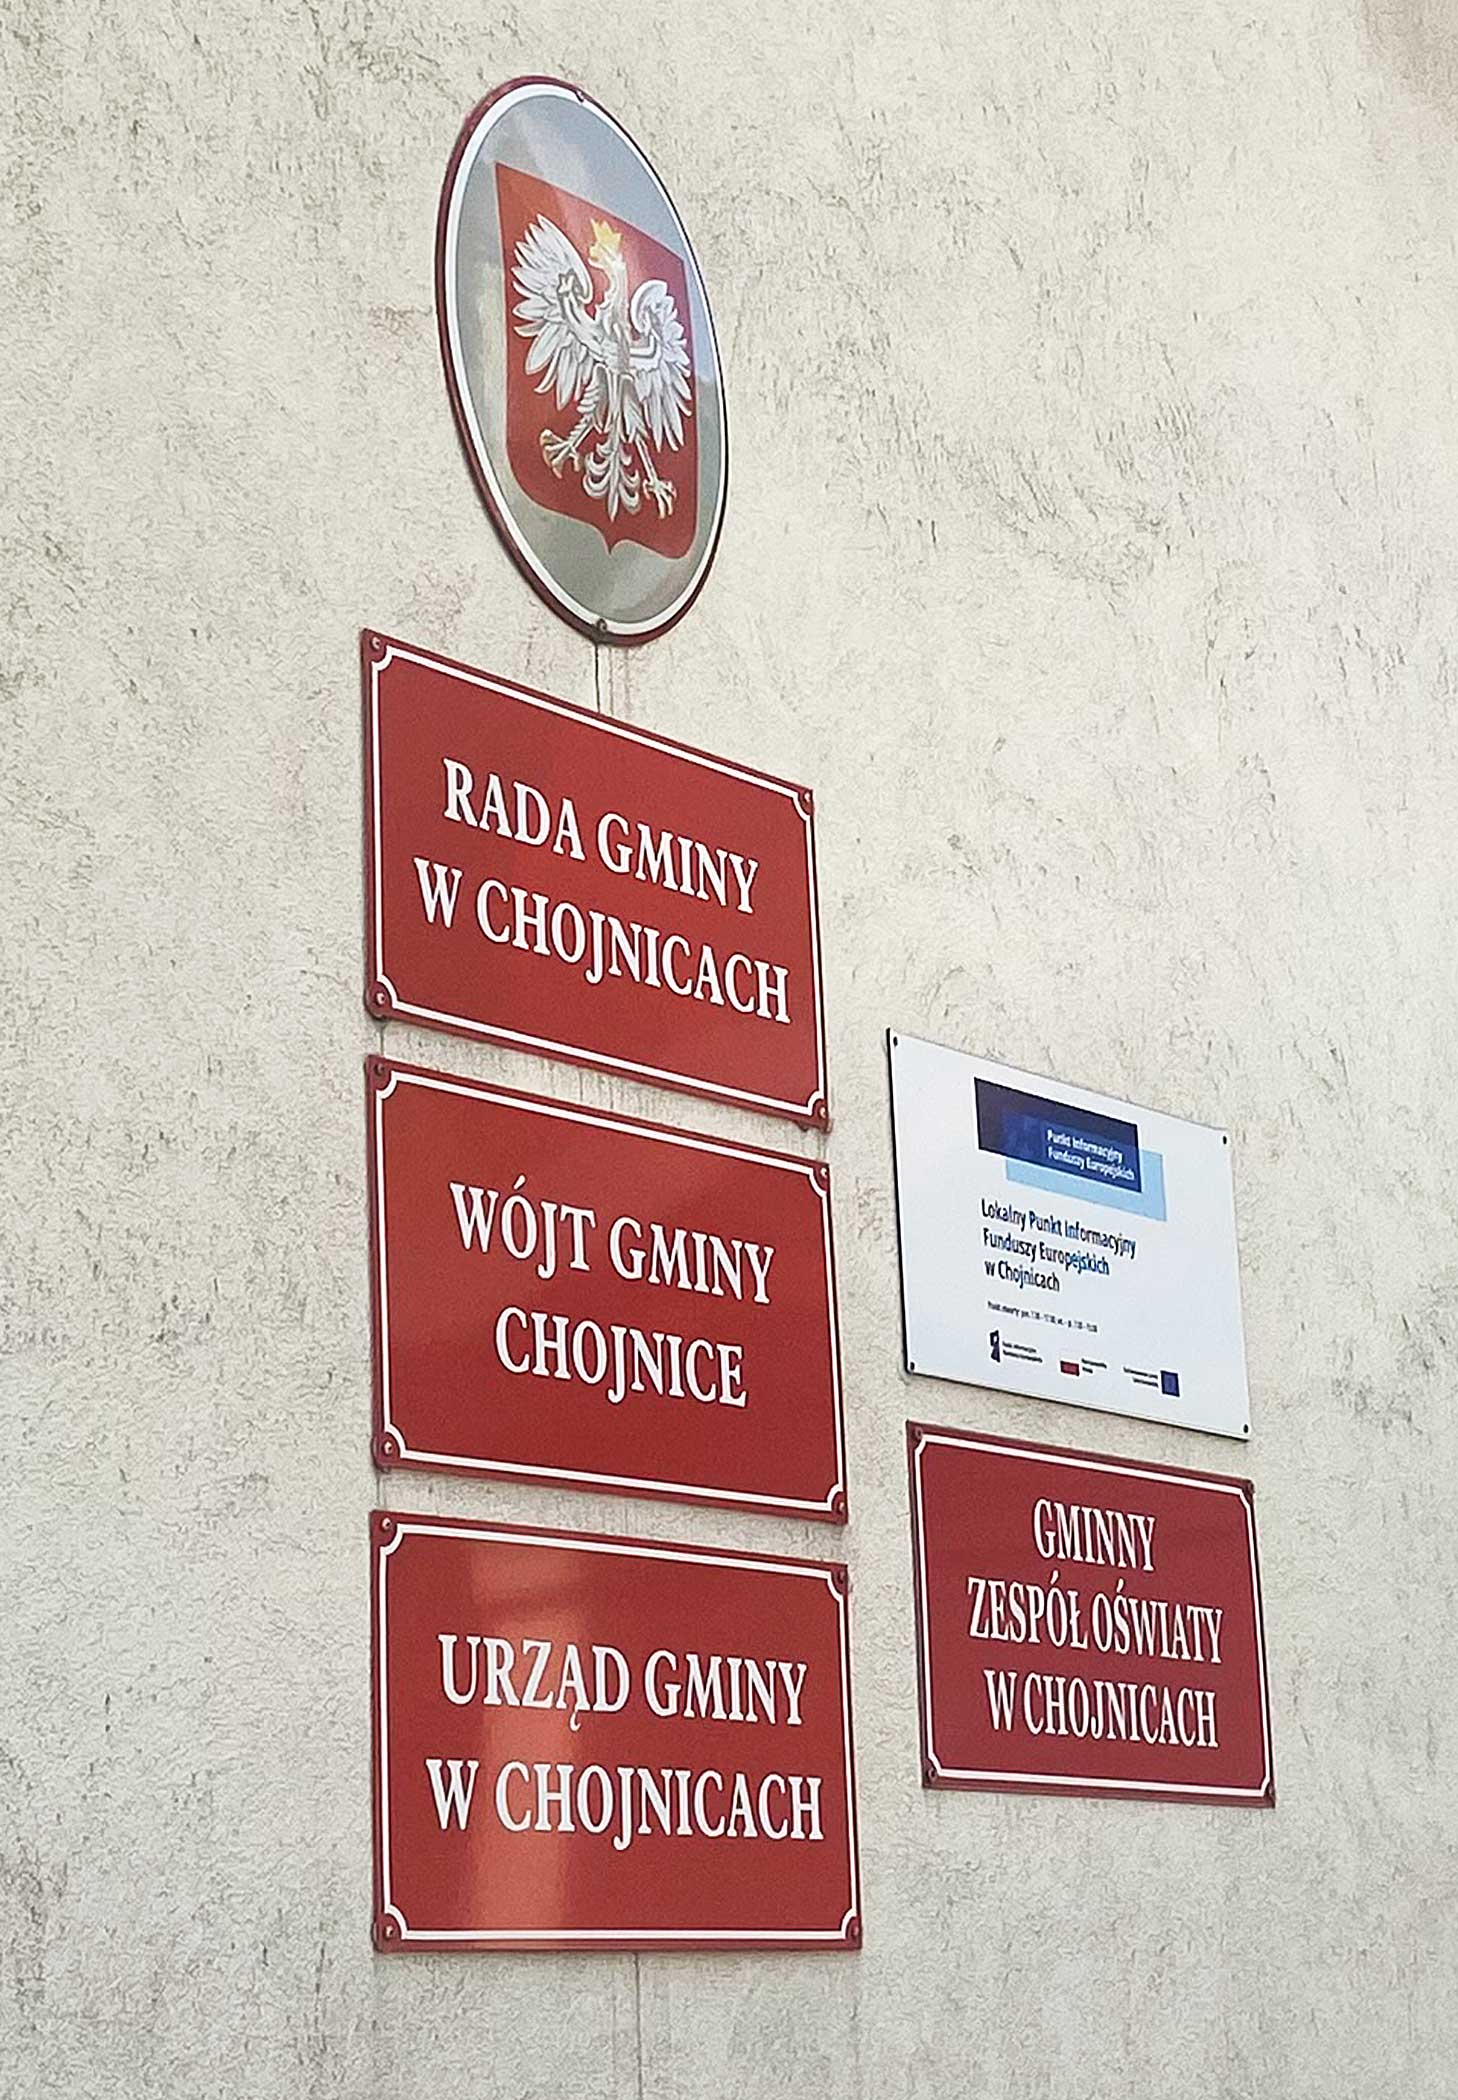 RADA GMINY
W CHOJNICACH
WÓJT GMINY
CHOJNICE
URZĄD GMINY
W CHOJNICACH
Punkt Informacyjny
Funduszy Europejskich
Lokalny Punkt Informacyjny
Funduszy Europejskich
w Chojnicach
GMINNY
ZESPÓŁ OŚWIATY
W CHOJNICACH